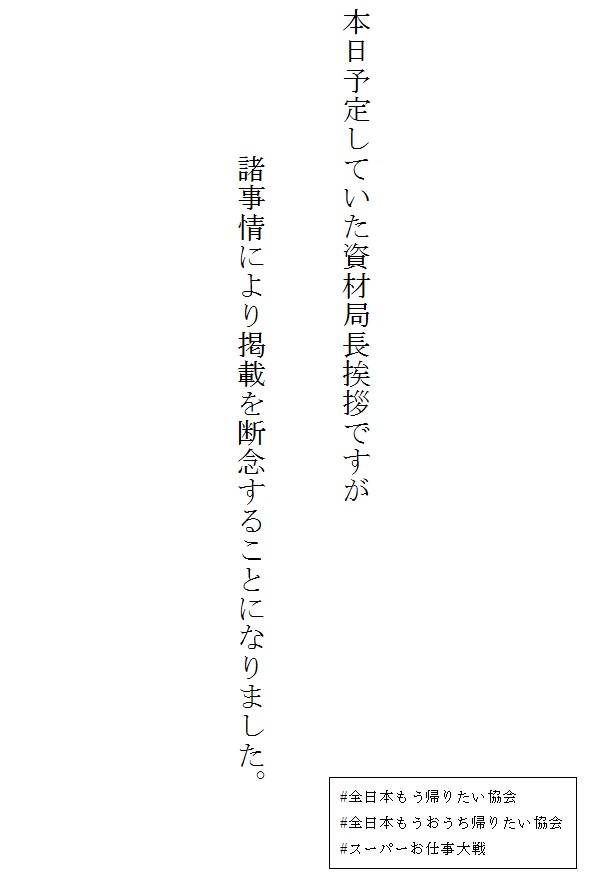 本日予定していた資材局長挨拶ですが
諸事情により掲載を断念することになりました。
#全日本もう帰りたい協会
#全日本もうおうち帰りたい協会
#スーパーお仕事大戦